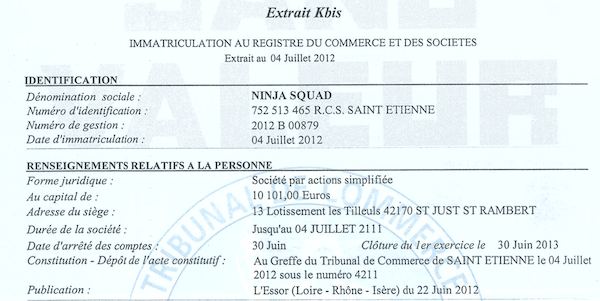 Extrait Kbis
IMMATRICULATION AU REGISTRE DU COMMERCE ET DES SOCIETES
Extrait au 04 Juillet 2012
IDENTIFICATION
Dénomination sociale : NINJA SQUAD
Numéro d'identification : 752 513 465 R.C.S. SAINT ETIENNE
Numéro de gestion : 2012 B 00879
Date d'immatriculation : 04 Juillet 2012
RENSEIGNEMENTS RELATIFS A LA PERSONNE
Forme juridique : Société par actions simplifiée
Au capital de : 10 101,00 Euros
Adresse du siège : 13 Lotissement les Tilleuls 42170 ST JUST ST RAMBERT
Durée de la société : Jusqu'au 04 JUILLET 2111
Date d'arrêté des comptes : 30 Juin Clôture du 1er exercice le 30 Juin 2013
Constitution - Dépôt de l'acte constitutif : Au Greffe du Tribunal de Commerce de SAINT ETIENNE le 04 Juillet
2012 sous le numéro 4211
Publication : L'Essor (Loire - Rhône - Isère) du 22 Juin 2012
SANS
VALEUR
TRIBUNAL DE COMMERCE